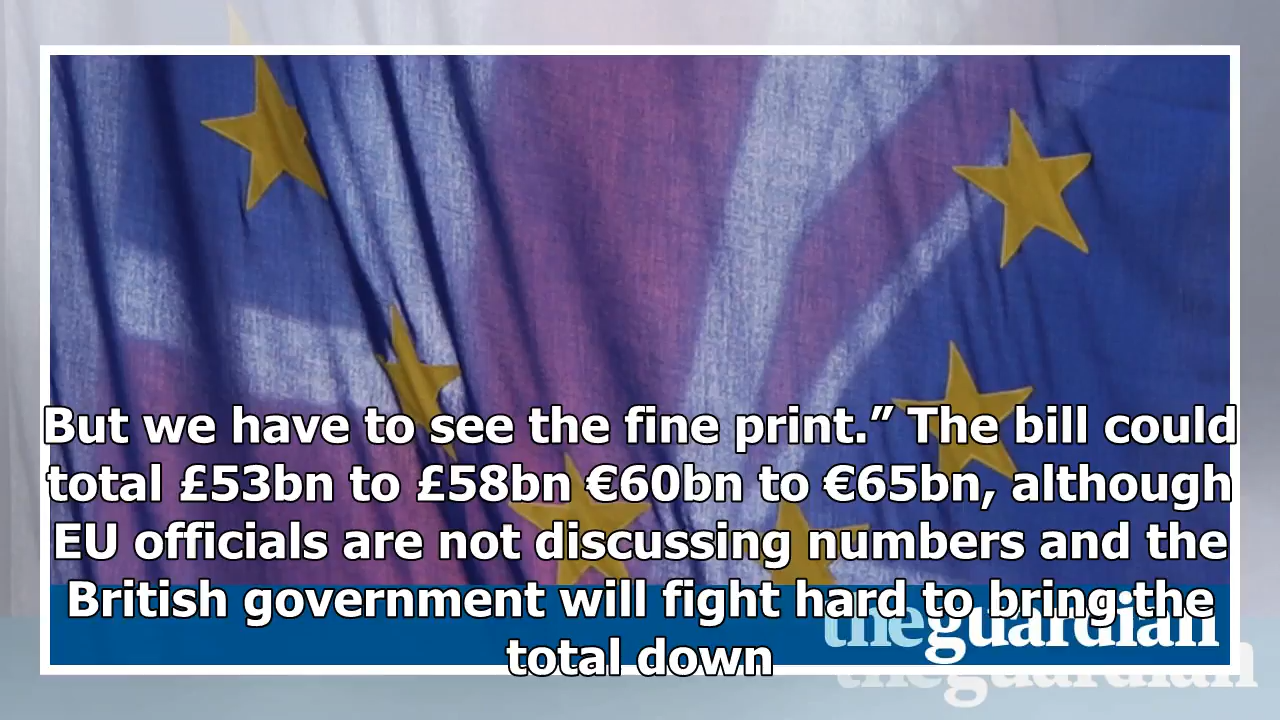 But we have to see the fine print.” The bill could
total £53bn to £58bn €60bn to €65bn, although
EU officials are not discussing numbers and the
British government will fight hard to bring the
total down
theguardian
theguardian